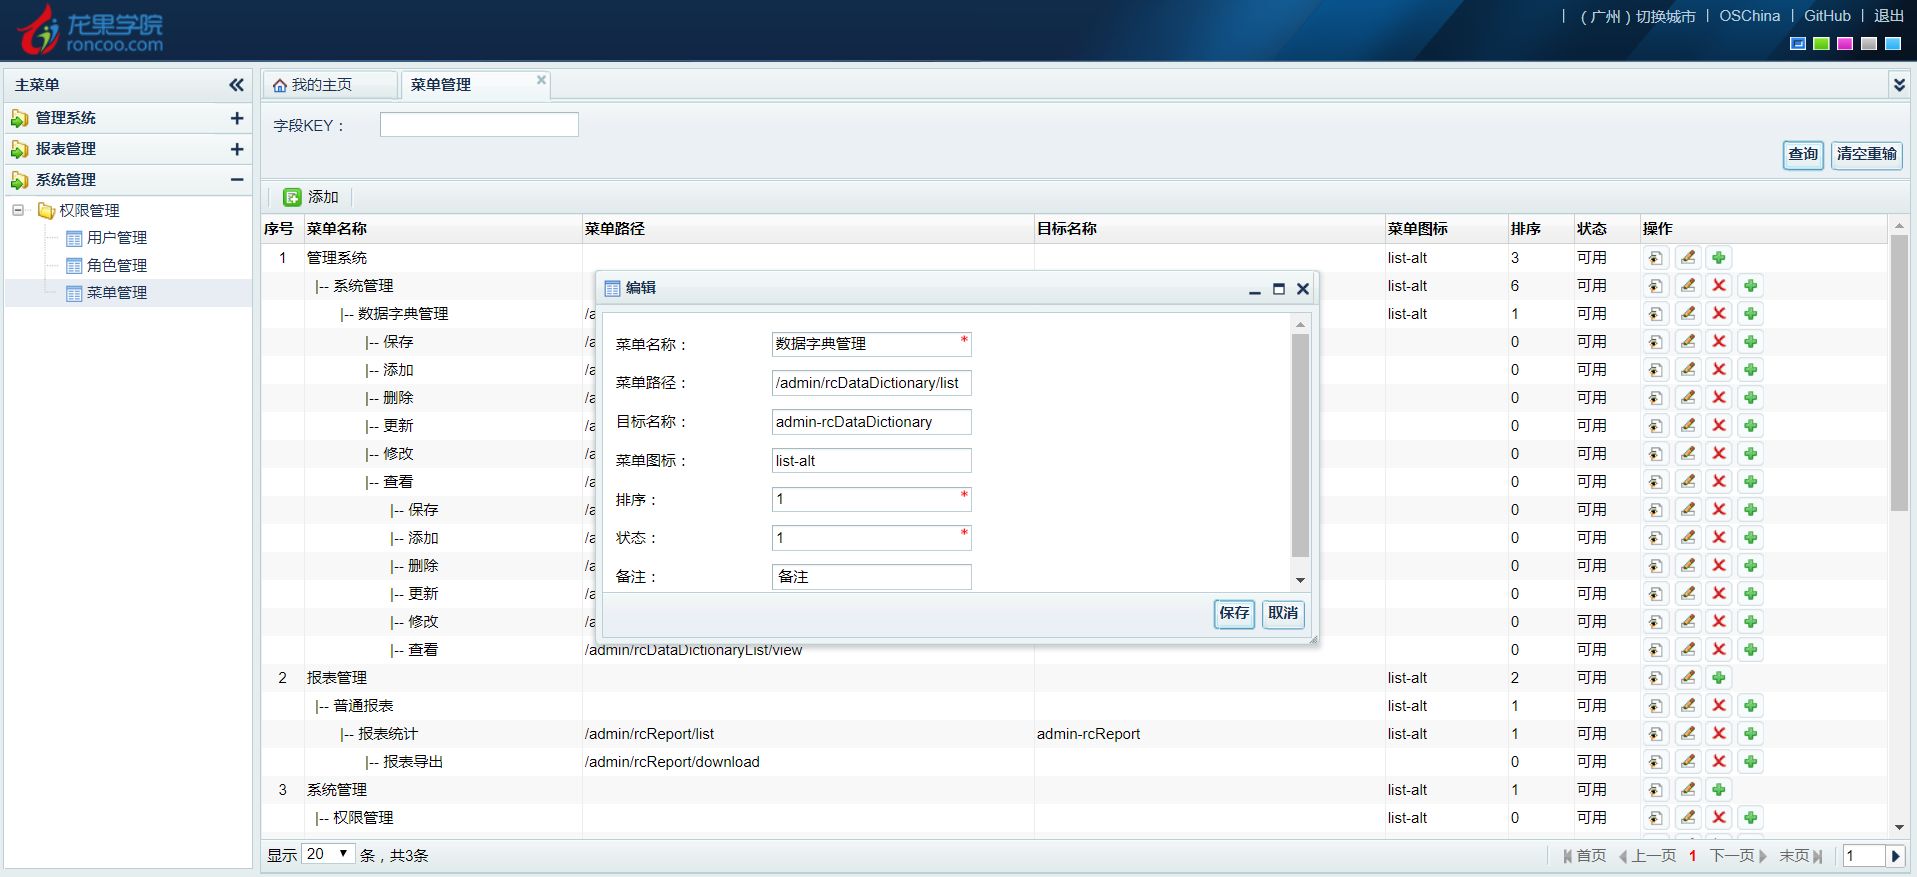 龙果学院
roncoo.com
| （广州）切换城市 | OSChina | GitHub | 退出
主菜单
管理系统
报表管理
系统管理
权限管理
用户管理
角色管理
菜单管理
我的主页
菜单管理
字段KEY：
查询 清空重输
添加
序号 菜单名称 菜单路径 目标名称 菜单图标 排序 状态 操作
1 管理系统 list-alt 3 可用
|-- 系统管理 list-alt 6 可用
|-- 数据字典管理 /a list-alt 1 可用
|-- 保存 /a 0 可用
|-- 添加 /a 0 可用
|-- 删除 /a 0 可用
|-- 更新 /a 0 可用
|-- 修改 /a 0 可用
|-- 查看 /a 0 可用
|-- 保存 /a 0 可用
|-- 添加 /a 0 可用
|-- 删除 /a 0 可用
|-- 更新 /a 0 可用
|-- 修改 /a 0 可用
|-- 查看 /admin/rcDataDictionaryList/view 0 可用
2 报表管理 list-alt 2 可用
|-- 普通报表 list-alt 1 可用
|-- 报表统计 /admin/rcReport/list admin-rcReport list-alt 1 可用
|-- 报表导出 /admin/rcReport/download 0 可用
3 系统管理 list-alt 1 可用
|-- 权限管理 list-alt 0 可用
编辑
菜单名称： 数据字典管理 *
菜单路径： /admin/rcDataDictionary/list
目标名称： admin-rcDataDictionary
菜单图标： list-alt
排序： 1 *
状态： 1 *
备注： 备注
保存 取消
显示 20 条，共3条
首页 上一页 1 下一页 末页 1